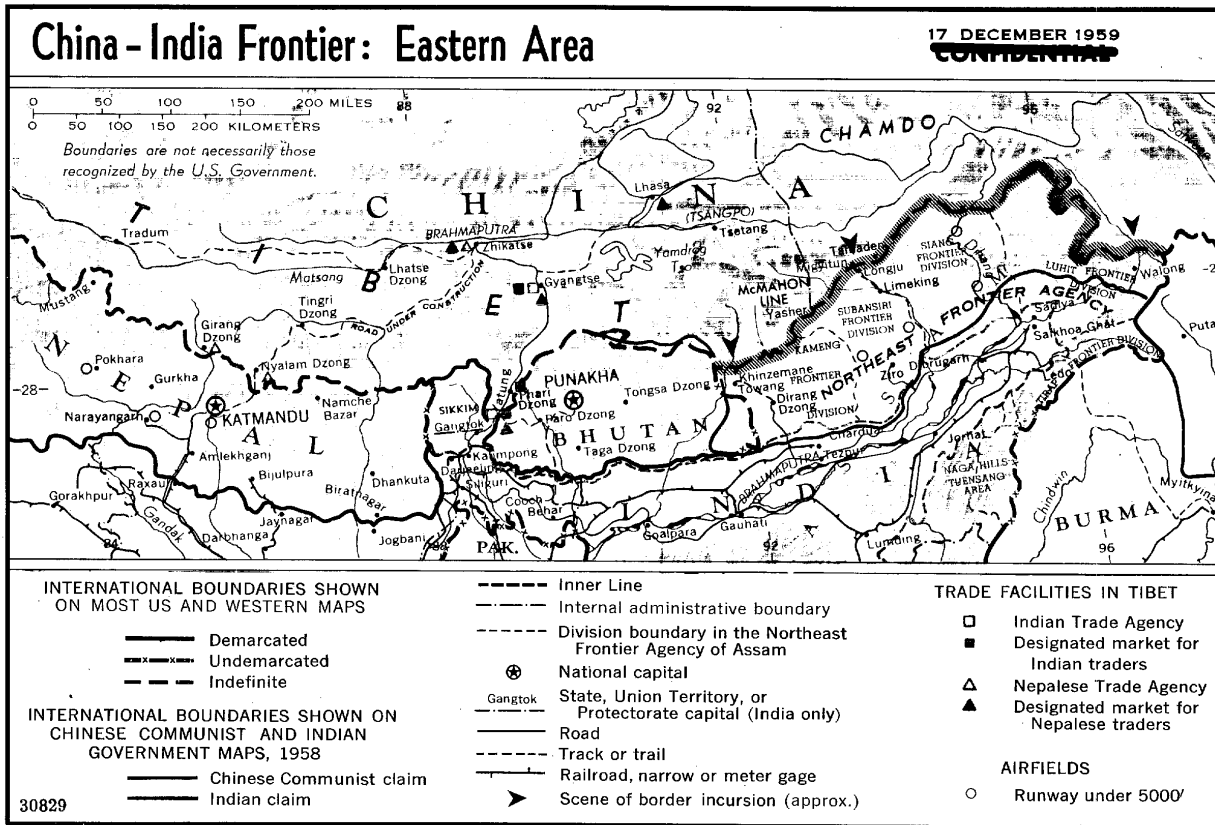 China – India Frontier: Eastern Area
17 DECEMBER 1959
CONFIDENTIAL
0 50 100 150 200 MILES
0 50 100 150 200 KILOMETERS
Boundaries are not necessarily those
recognized by the U.S. Government.
88
92
96
CHAMDO
CHINA
TIBET
Lhasa
(TSANGPO)
Tsetang
BRAHMAPUTRA
Zhikatse
Tradum
Matsang
Lhatse
Dzong
Yamdrog
Tso
Gyangtse
ROAD UNDER CONSTRUCTION
Tingri
Dzong
Mustang
Girang
Dzong
Nyalam Dzong
Migyitun
Longju
McMAHON
LINE
Limeking
SIANG
FRONTIER
DIVISION
Dihang
LUHIT FRONTIER
DIVISION
Walong
SUBANSIRI
FRONTIER
DIVISION
NORTHEAST FRONTIER AGENCY
Sadiya
Saikhoa Ghat
Puta
NEPAL
Pokhara
Gurkha
28
Narayangarh
KATMANDU
Namche
Bazar
Amlekhganj
Bijulpura
Dhankuta
Biratnagar
Raxaul
Gorakhpur
Gandak
84
Darbhanga
Jaynagar
Jogbani
SIKKIM
Gangtok
Yatung
Phari
Dzong
PUNAKHA
Paro Dzong
Tongsa Dzong
BHUTAN
Taga Dzong
Kalimpong
Darjeeling
Siliguri
Cooch
Behar
PAK.
88
Khinzemane
Towang
KAMENG
FRONTIER
DIVISION
Dirang
Dzong
Ziro
Dibrugarh
Ledo
TIRAP FRONTIER DIVISION
Chardua
Tezpur
BRAHMAPUTRA
Jorhat
NAGA HILLS
TUENSANG
AREA
INDIA
ASSAM
Goalpara
Gauhati
92
Lumding
Chindwin
Myitkyina
BURMA
96
INTERNATIONAL BOUNDARIES SHOWN
ON MOST US AND WESTERN MAPS
Demarcated
Undemarcated
Indefinite
INTERNATIONAL BOUNDARIES SHOWN ON
CHINESE COMMUNIST AND INDIAN
GOVERNMENT MAPS, 1958
Chinese Communist claim
Indian claim
30829
Inner Line
Internal administrative boundary
Division boundary in the Northeast
Frontier Agency of Assam
National capital
Gangtok State, Union Territory, or
Protectorate capital (India only)
Road
Track or trail
Railroad, narrow or meter gage
Scene of border incursion (approx.)
TRADE FACILITIES IN TIBET
Indian Trade Agency
Designated market for
Indian traders
Nepalese Trade Agency
Designated market for
Nepalese traders
AIRFIELDS
Runway under 5000'